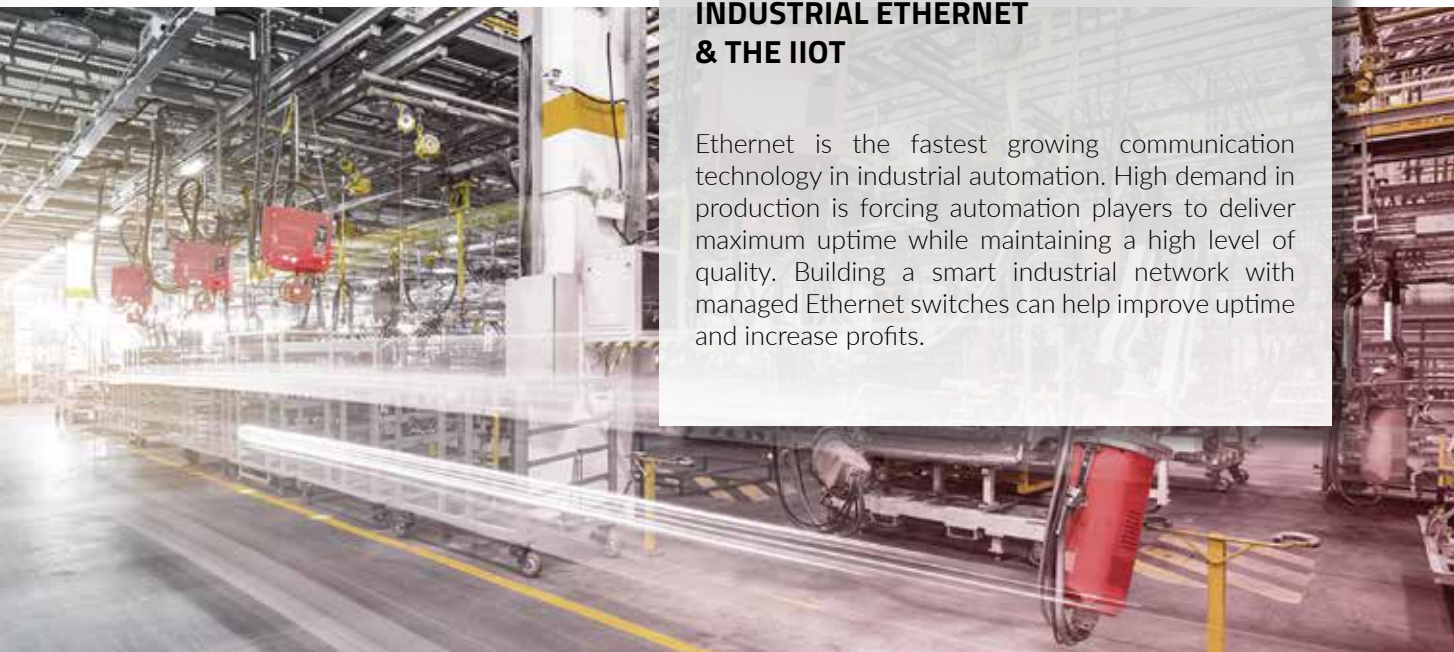 INDUSTRIAL ETHERNET
& THE IIOT
Ethernet is the fastest growing communication
technology in industrial automation. High demand in
production is forcing automation players to deliver
maximum uptime while maintaining a high level of
quality. Building a smart industrial network with
managed Ethernet switches can help improve uptime
and increase profits.